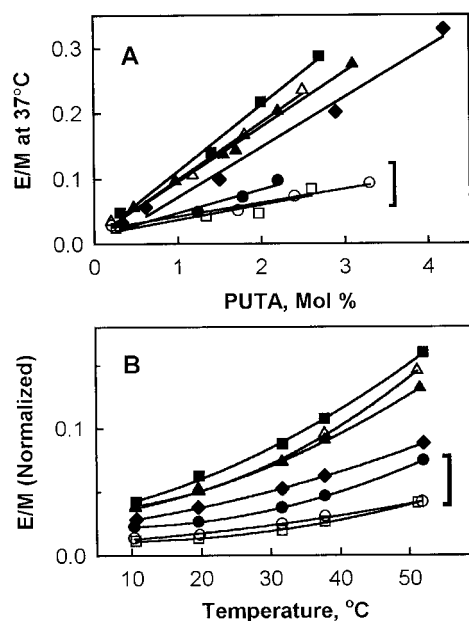 A
0.3
0.2
0.1
0.0
E/M at 37°C
0 1 2 3 4
PUTA, Mol %
B
0.1
0.0
E/M (Normalized)
10 20 30 40 50
Temperature, °C